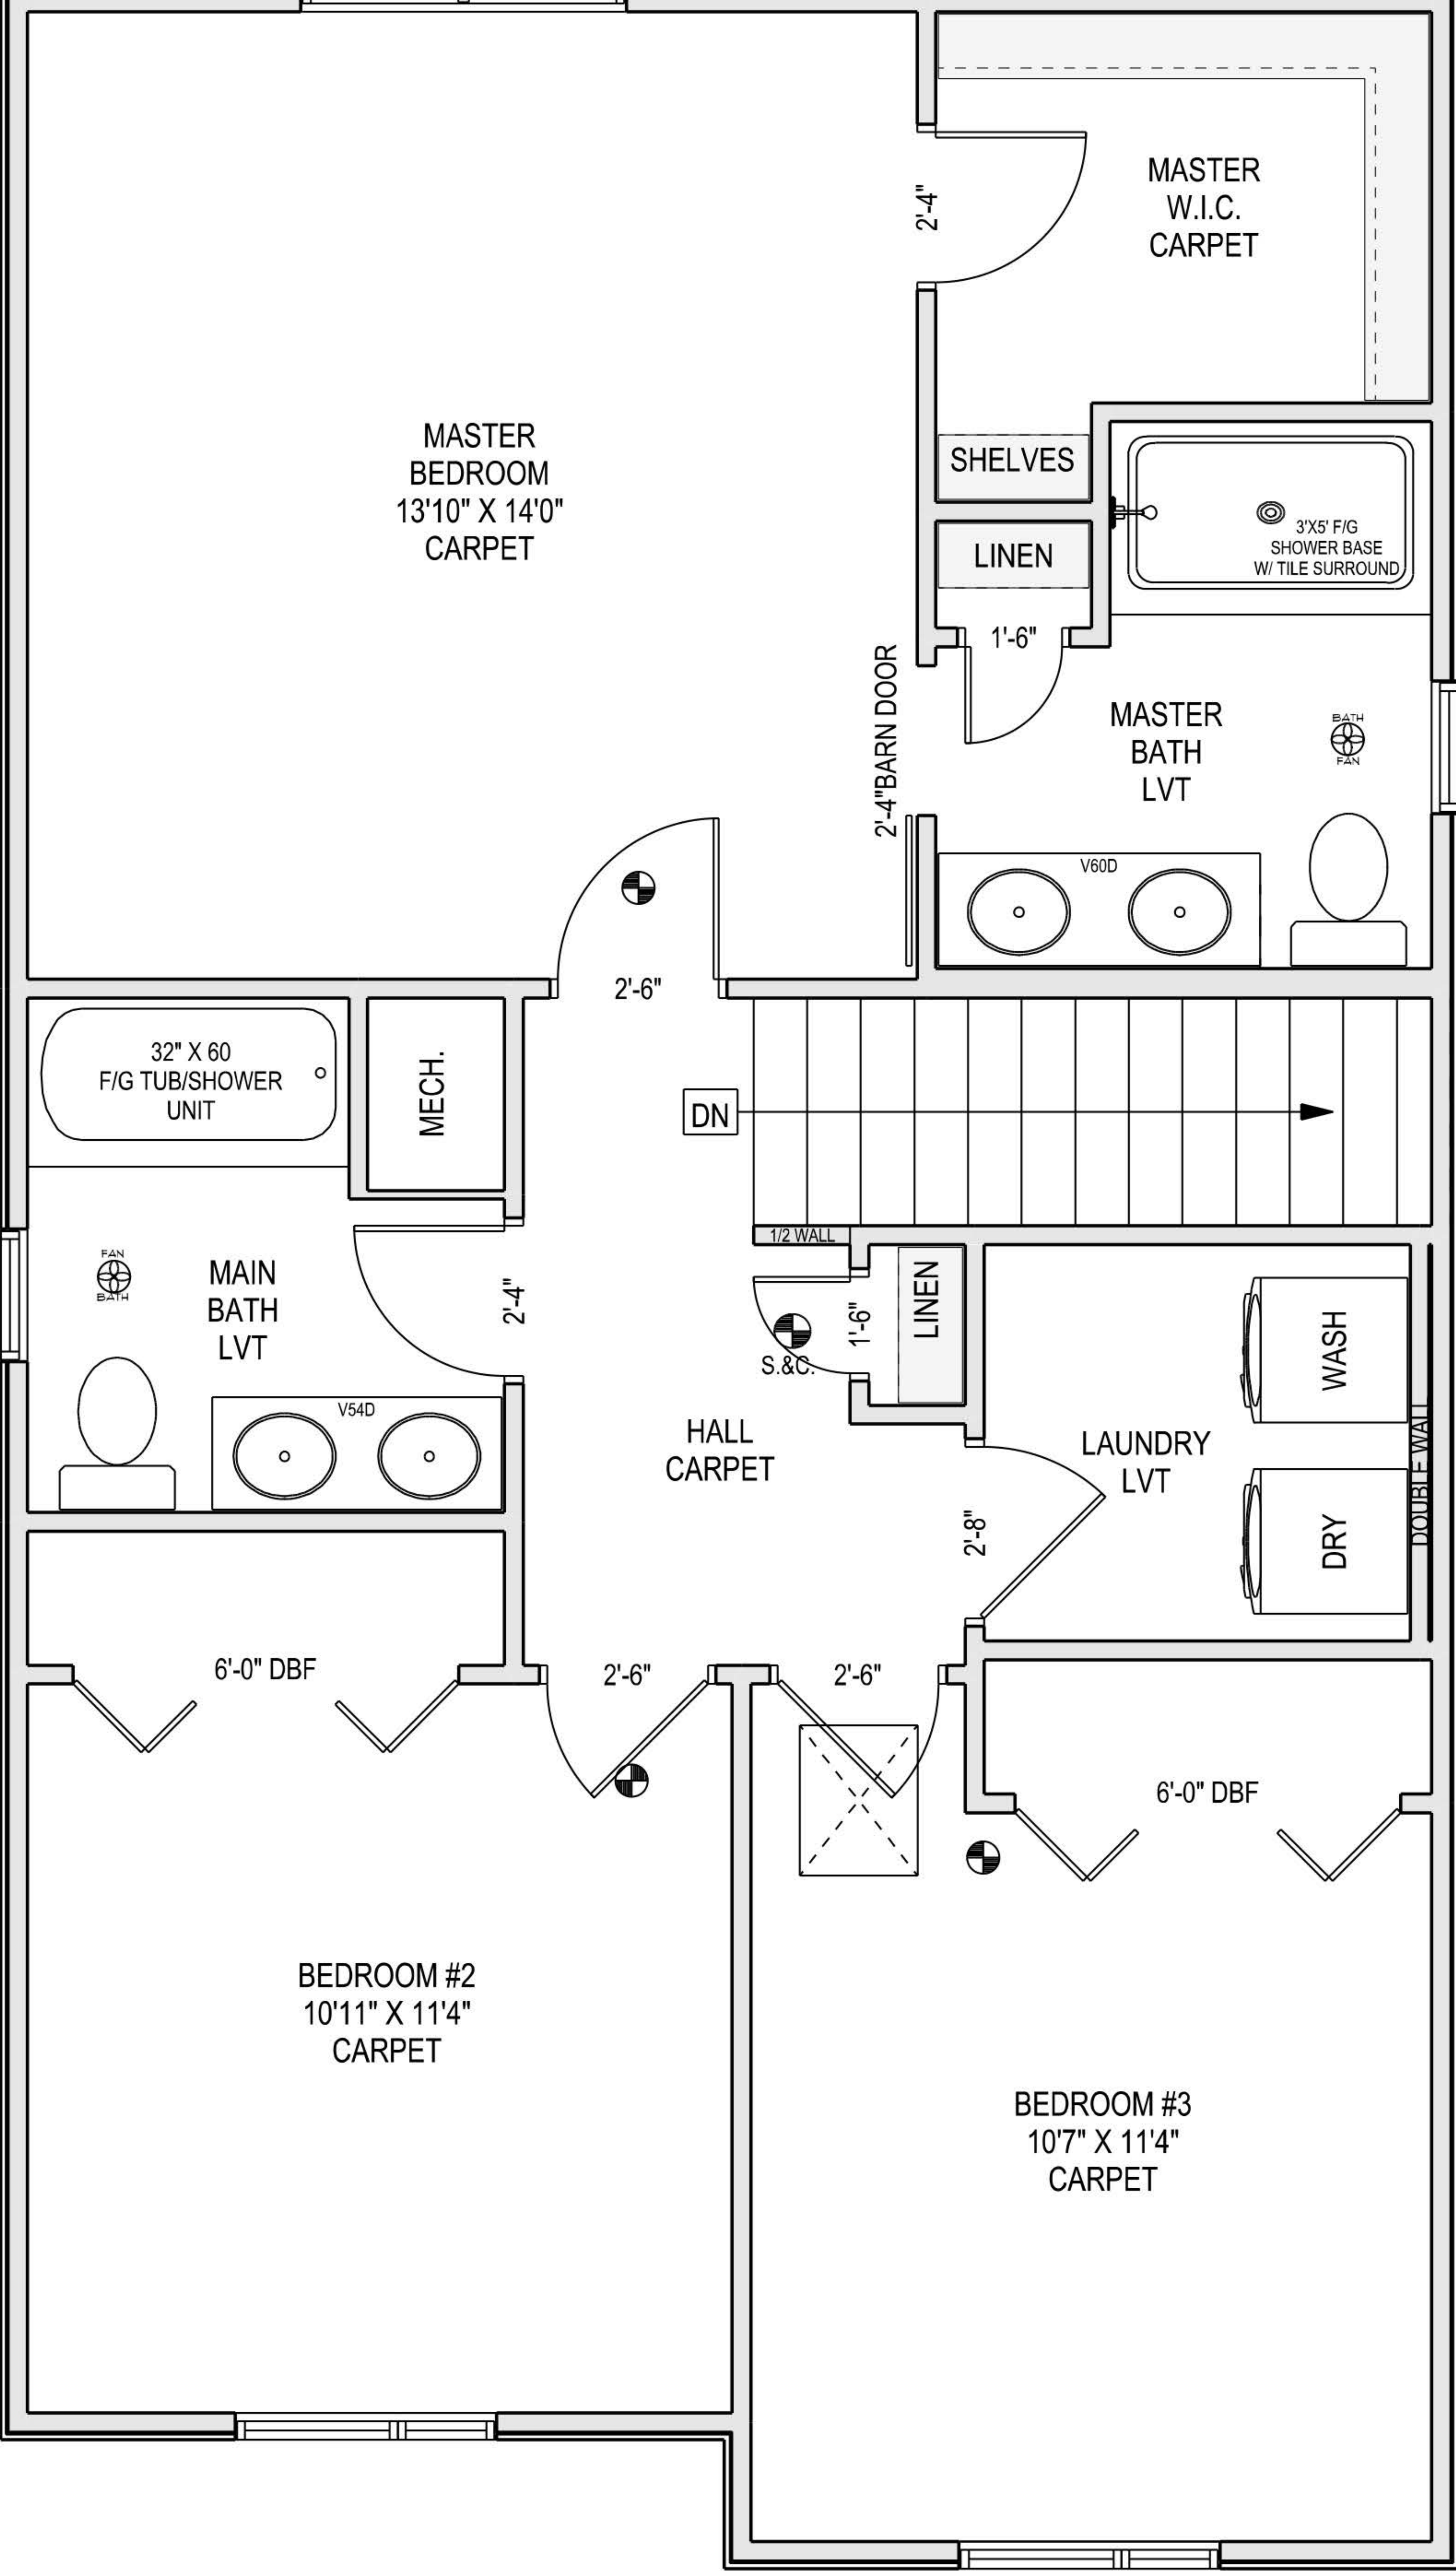 MASTER
W.I.C.
CARPET
2'-4"
MASTER
BEDROOM
13'10" X 14'0"
CARPET
SHELVES
LINEN
3'X5' F/G
SHOWER BASE
W/ TILE SURROUND
1'-6"
2'-4"BARN DOOR
MASTER
BATH
LVT
BATH
FAN
V60D
2'-6"
32" X 60
F/G TUB/SHOWER
UNIT
MECH.
DN
1/2 WALL
FAN
BATH
MAIN
BATH
LVT
2'-4"
1'-6"
LINEN
S.&C.
WASH
V54D
HALL
CARPET
LAUNDRY
LVT
DOUBLE WALL
2'-8"
DRY
6'-0" DBF
2'-6"
2'-6"
6'-0" DBF
BEDROOM #2
10'11" X 11'4"
CARPET
BEDROOM #3
10'7" X 11'4"
CARPET